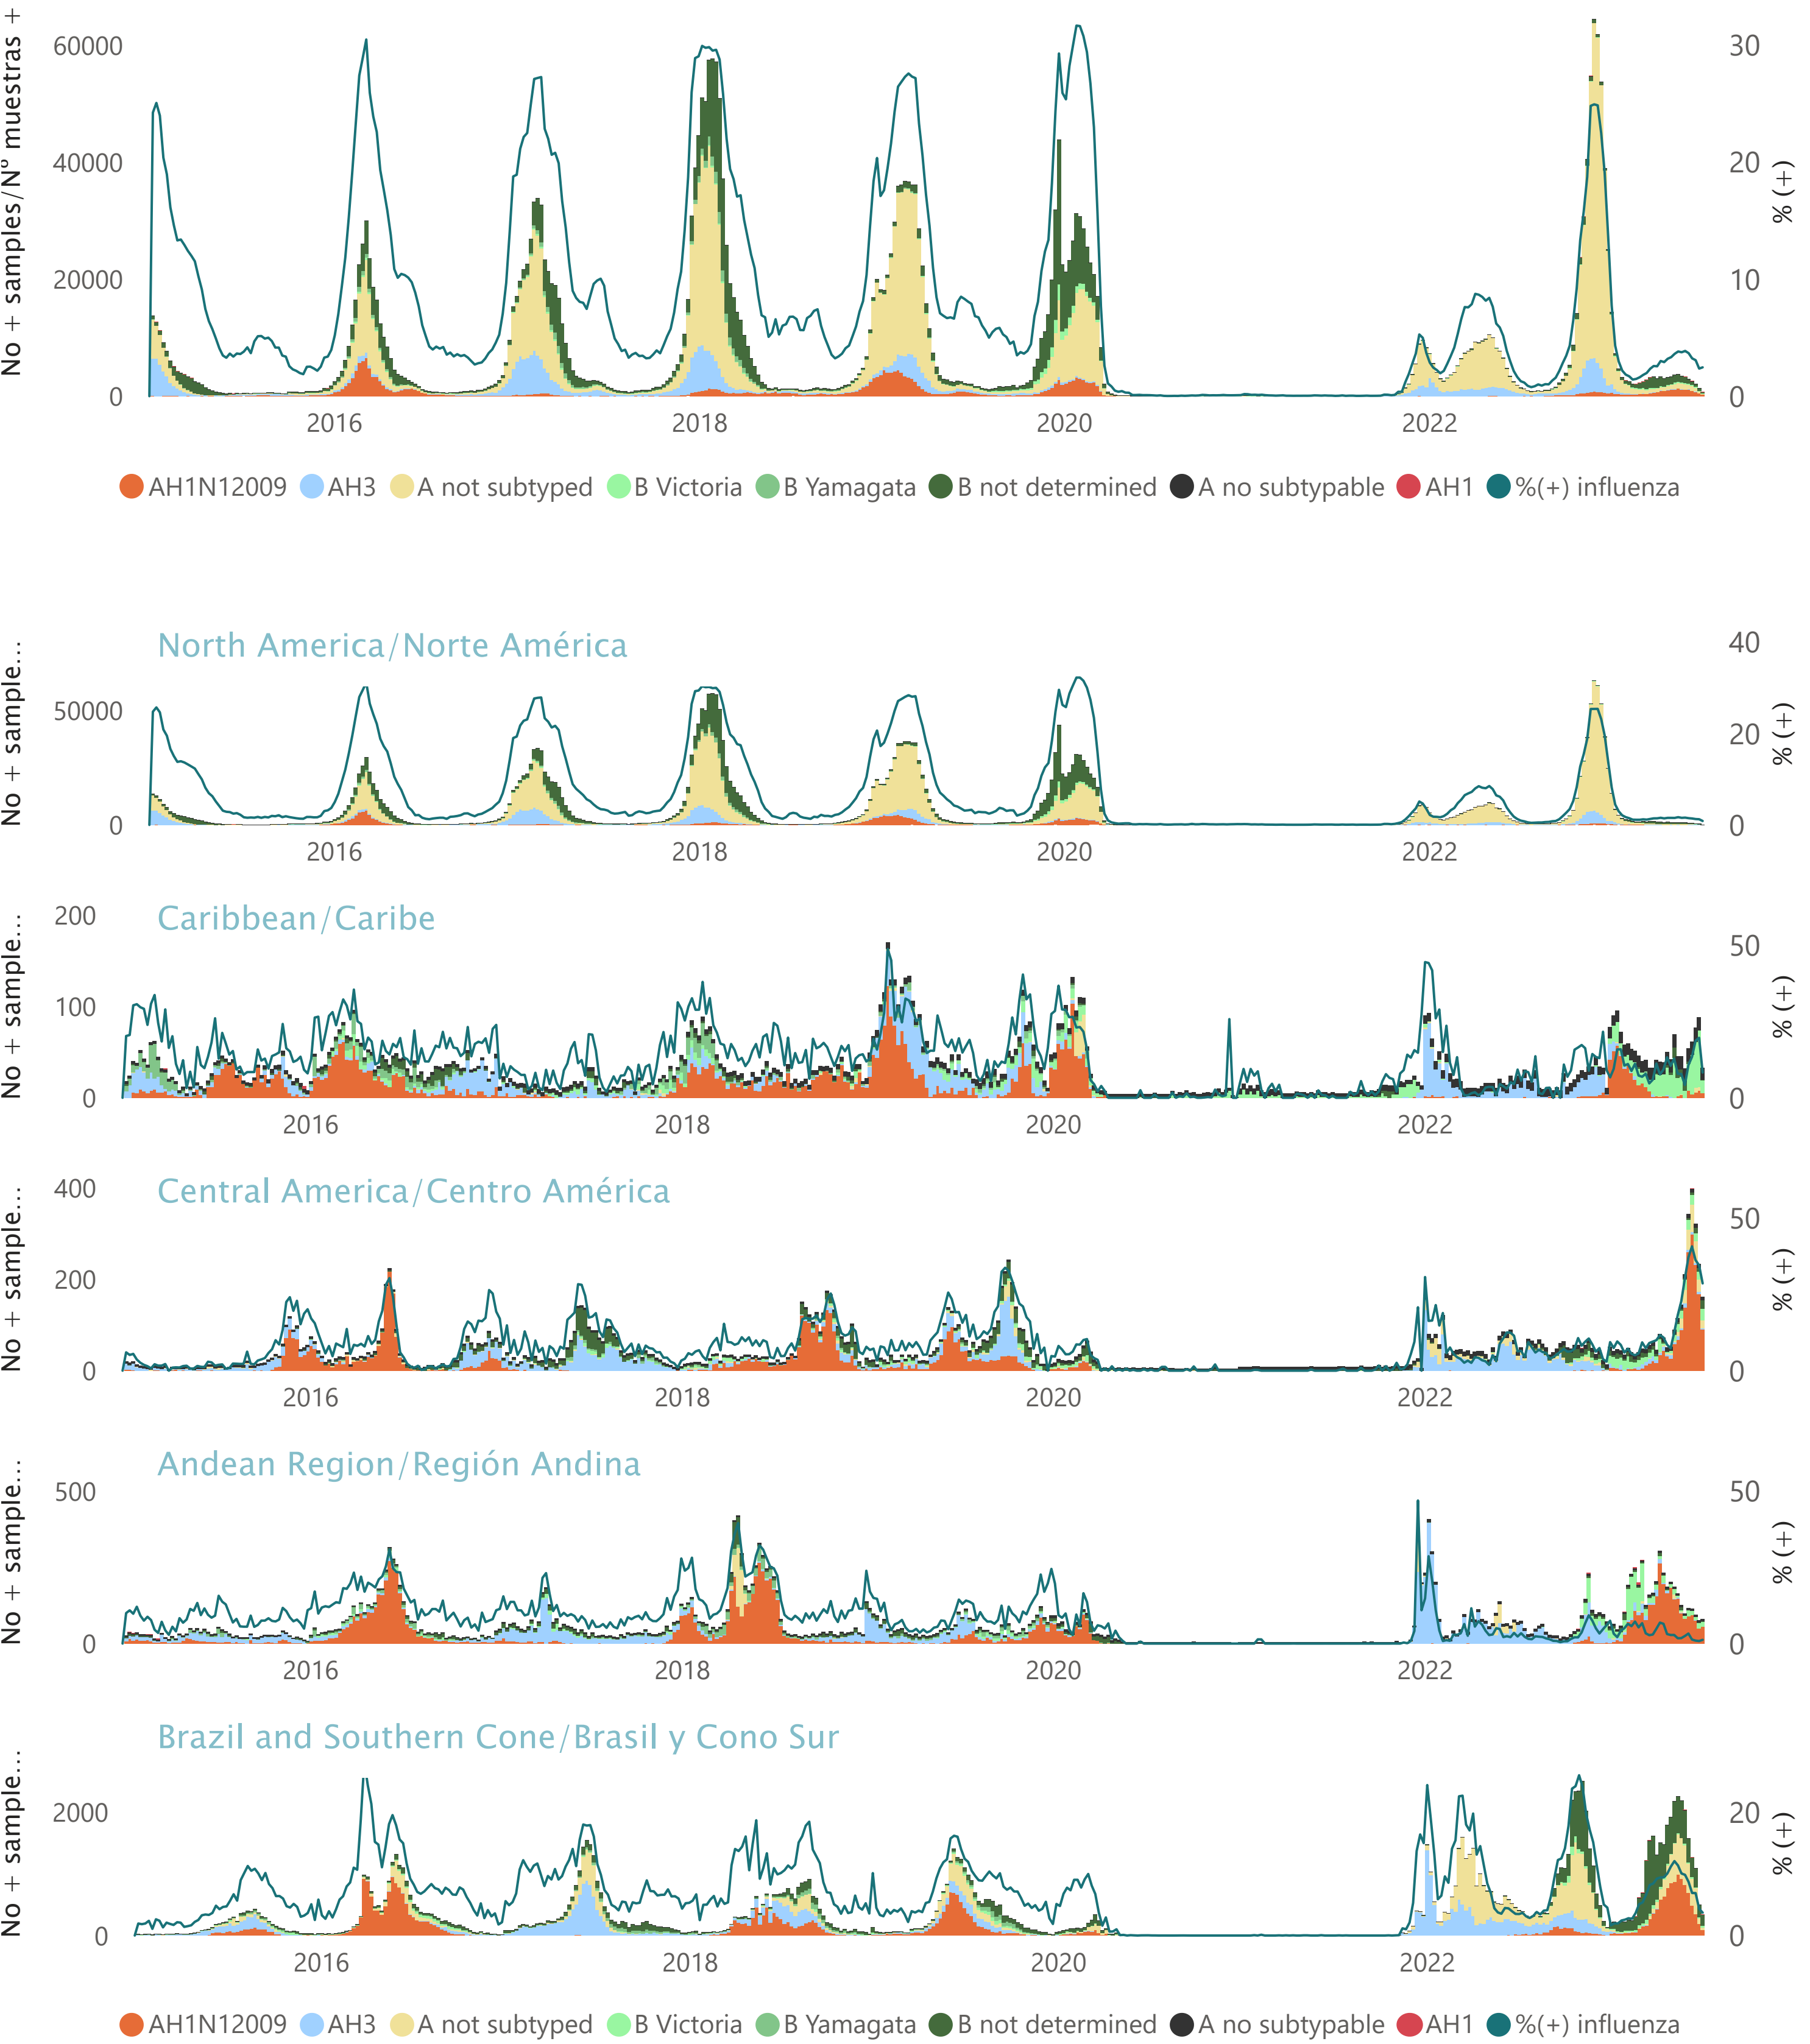 No + samples/Nº muestras +
60000
40000
20000
0
30
20
10
0
% (+)
2016 2018 2020 2022
AH1N12009 AH3 A not subtyped B Victoria B Yamagata B not determined A no subtypable AH1 %(+) influenza
North America/Norte América
No + sample...
50000
0
40
20
0
% (+)
2016 2018 2020 2022
Caribbean/Caribe
No + sample...
200
100
0
50
0
% (+)
2016 2018 2020 2022
Central America/Centro América
No + sample...
400
200
0
50
0
% (+)
2016 2018 2020 2022
Andean Region/Región Andina
No + sample...
500
0
50
0
% (+)
2016 2018 2020 2022
Brazil and Southern Cone/Brasil y Cono Sur
No + sample...
2000
0
20
0
% (+)
2016 2018 2020 2022
AH1N12009 AH3 A not subtyped B Victoria B Yamagata B not determined A no subtypable AH1 %(+) influenza